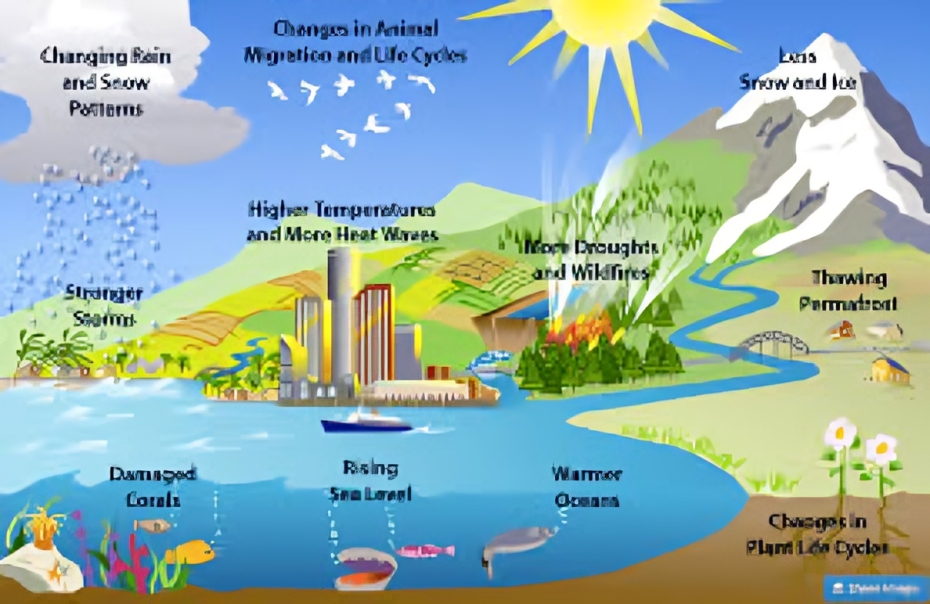 Changes in Animal
Migration and Life Cycles
Changing Rain
and Snow
Patterns
Less
Snow and Ice
Higher Temperatures
and More Heat Waves
More Droughts
and Wildfires
Thawing
Permafrost
Stronger
Storms
Damaged
Corals
Rising
Sea Level
Warmer
Oceans
Changes in
Plant Life Cycles